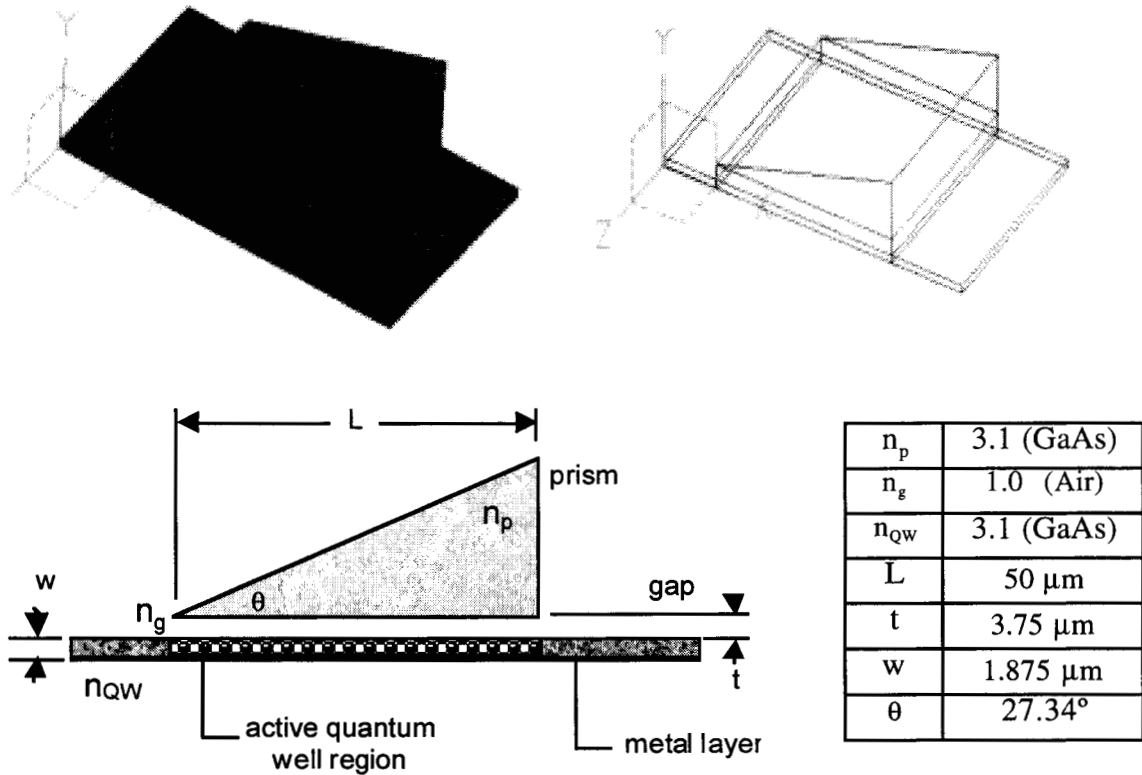 Y
Y
Z
L
prism
n_p
w
θ
gap
n_g
t
n_QW
active quantum
well region
metal layer
n_p 3.1 (GaAs)
n_g 1.0 (Air)
n_QW 3.1 (GaAs)
L 50 μm
t 3.75 μm
w 1.875 μm
θ 27.34º